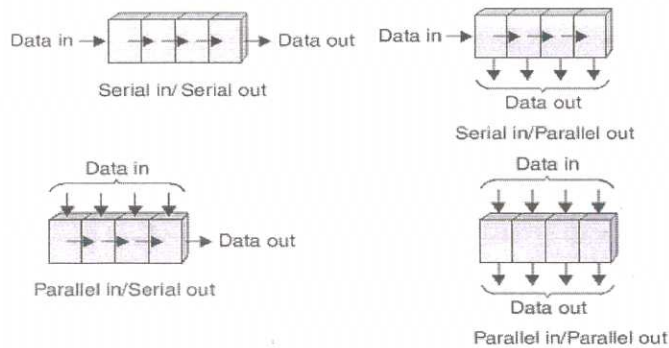 Data in
Data out
Serial in/ Serial out
Data in
Data out
Serial in/Parallel out
Data in
Data out
Parallel in/Serial out
Data in
Data out
Parallel in/Parallel out